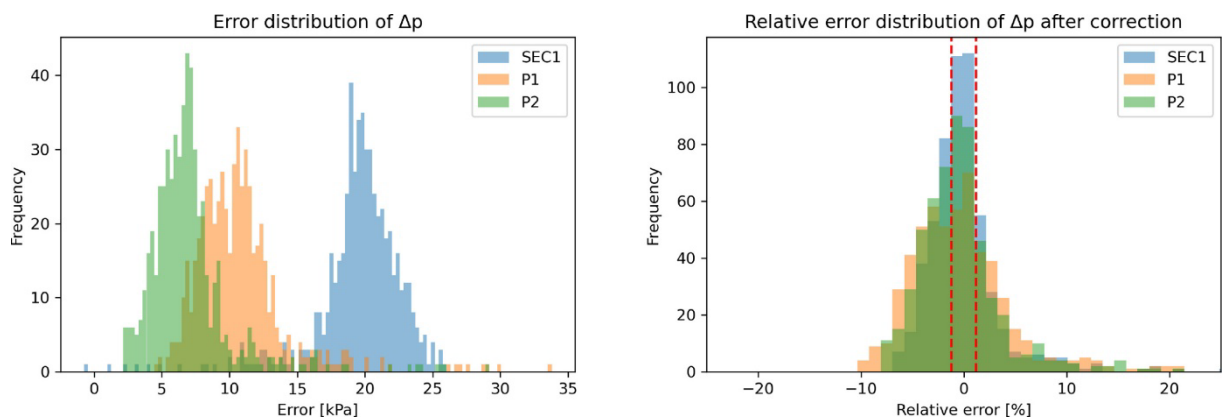 Error distribution of Δp
40
30
20
10
0
Frequency
SEC1
P1
P2
0 5 10 15 20 25 30 35
Error [kPa]
Relative error distribution of Δp after correction
100
80
60
40
20
0
Frequency
SEC1
P1
P2
−20 −10 0 10 20
Relative error [%]